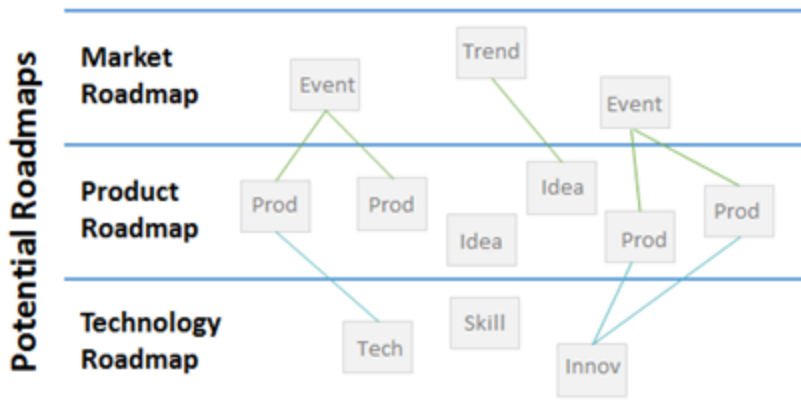 Potential Roadmaps
Market
Roadmap
Event
Trend
Event
Product
Roadmap
Prod
Prod
Idea
Idea
Prod
Prod
Technology
Roadmap
Tech
Skill
Innov